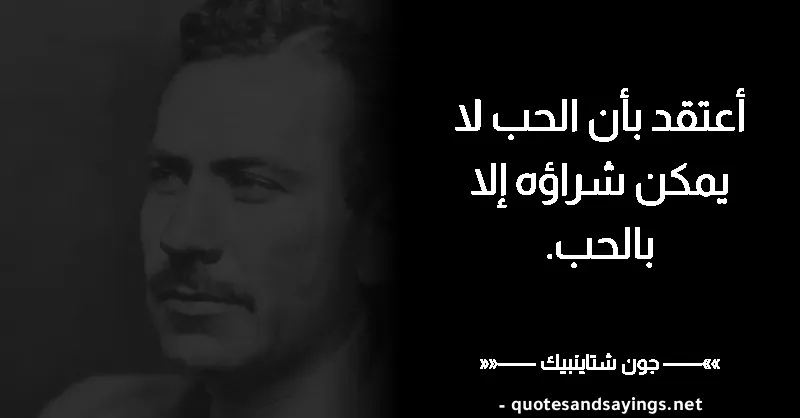 أعتقد بأن الحب لا
يمكن شراؤه إلا
بالحب.
»—— جون شتاينبيك ——««
- quotesandsayings.net